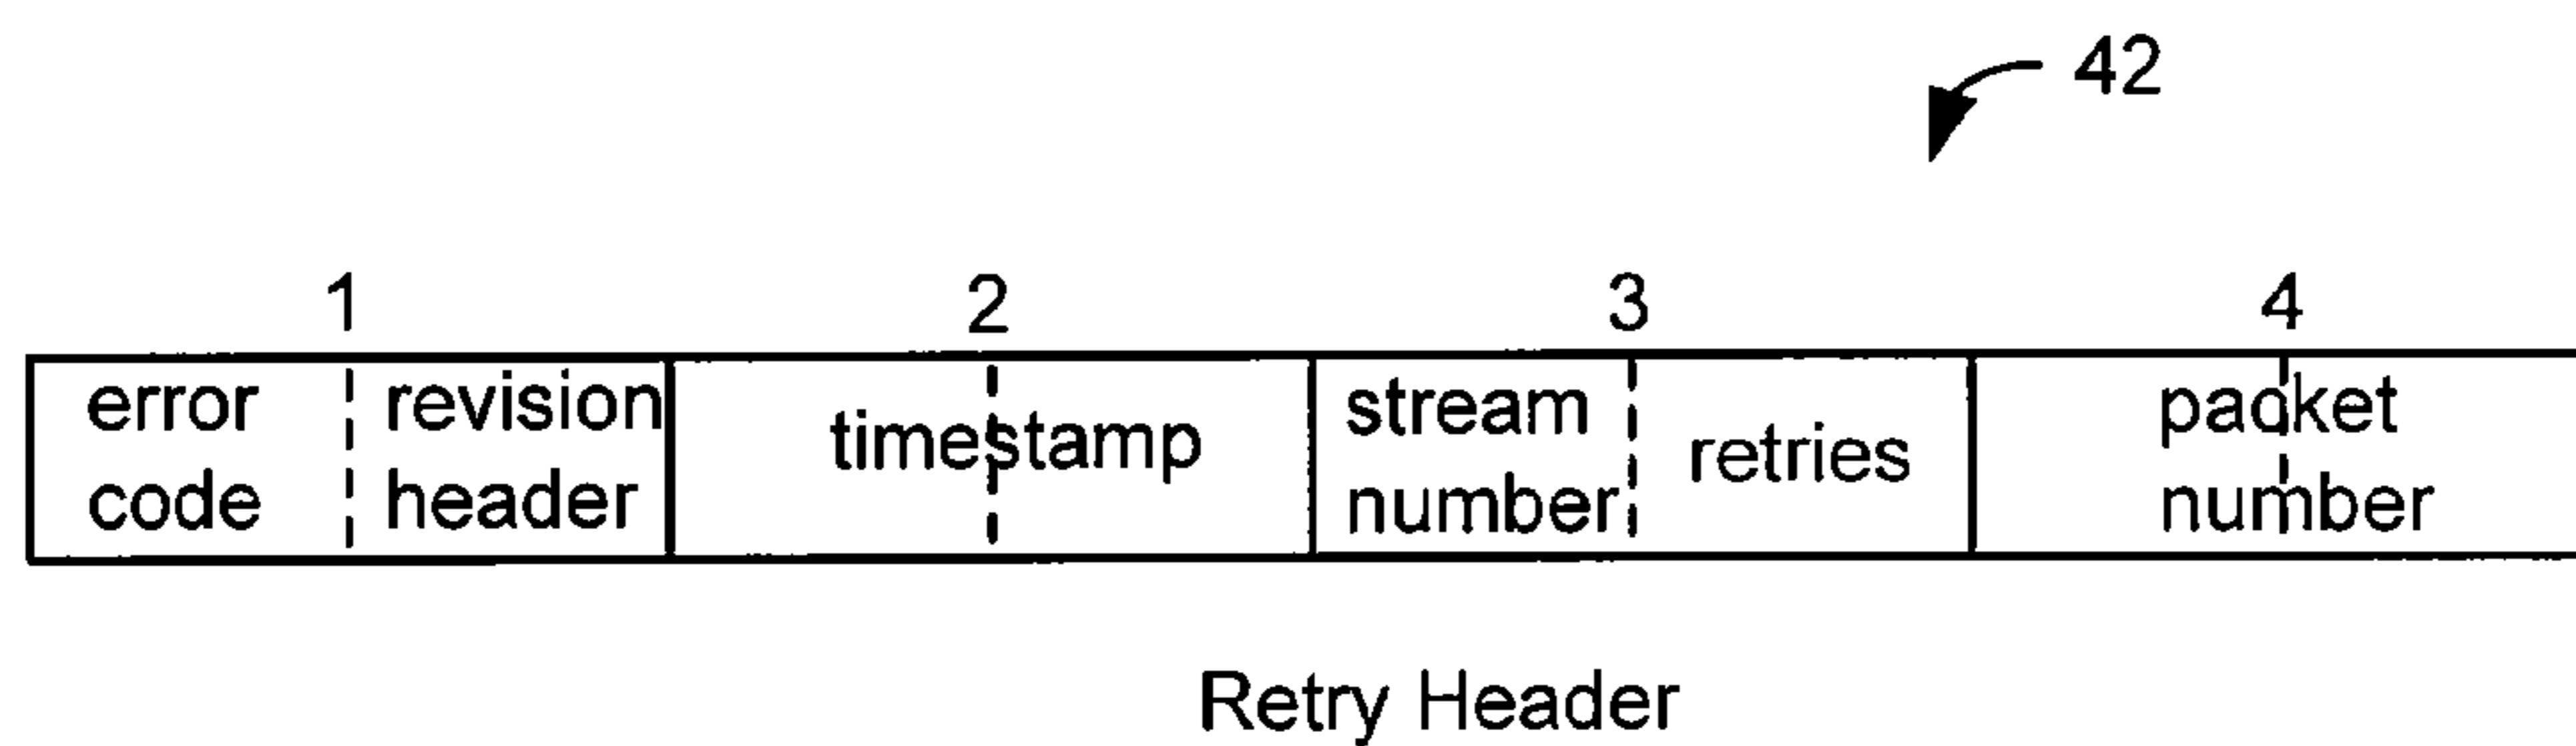 42
1 2 3 4
error revision timestamp stream retries packet
code header number number
Retry Header